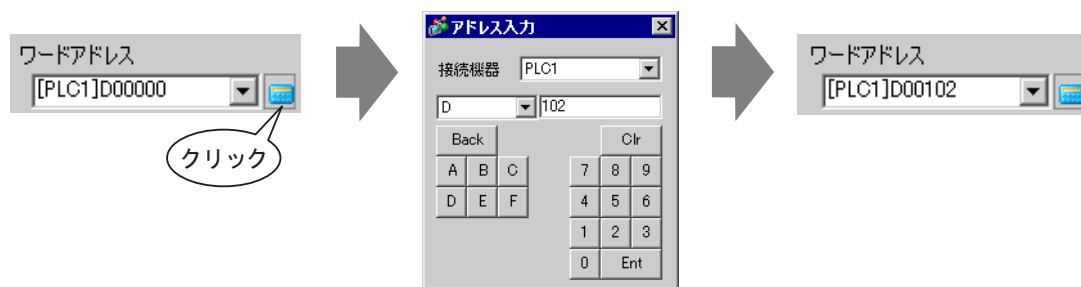 ワードアドレス
[PLC1]D00000
クリック
アドレス入力
接続機器 PLC1
D 102
Back Clr
A B C 7 8 9
D E F 4 5 6
1 2 3
0 Ent
ワードアドレス
[PLC1]D00102